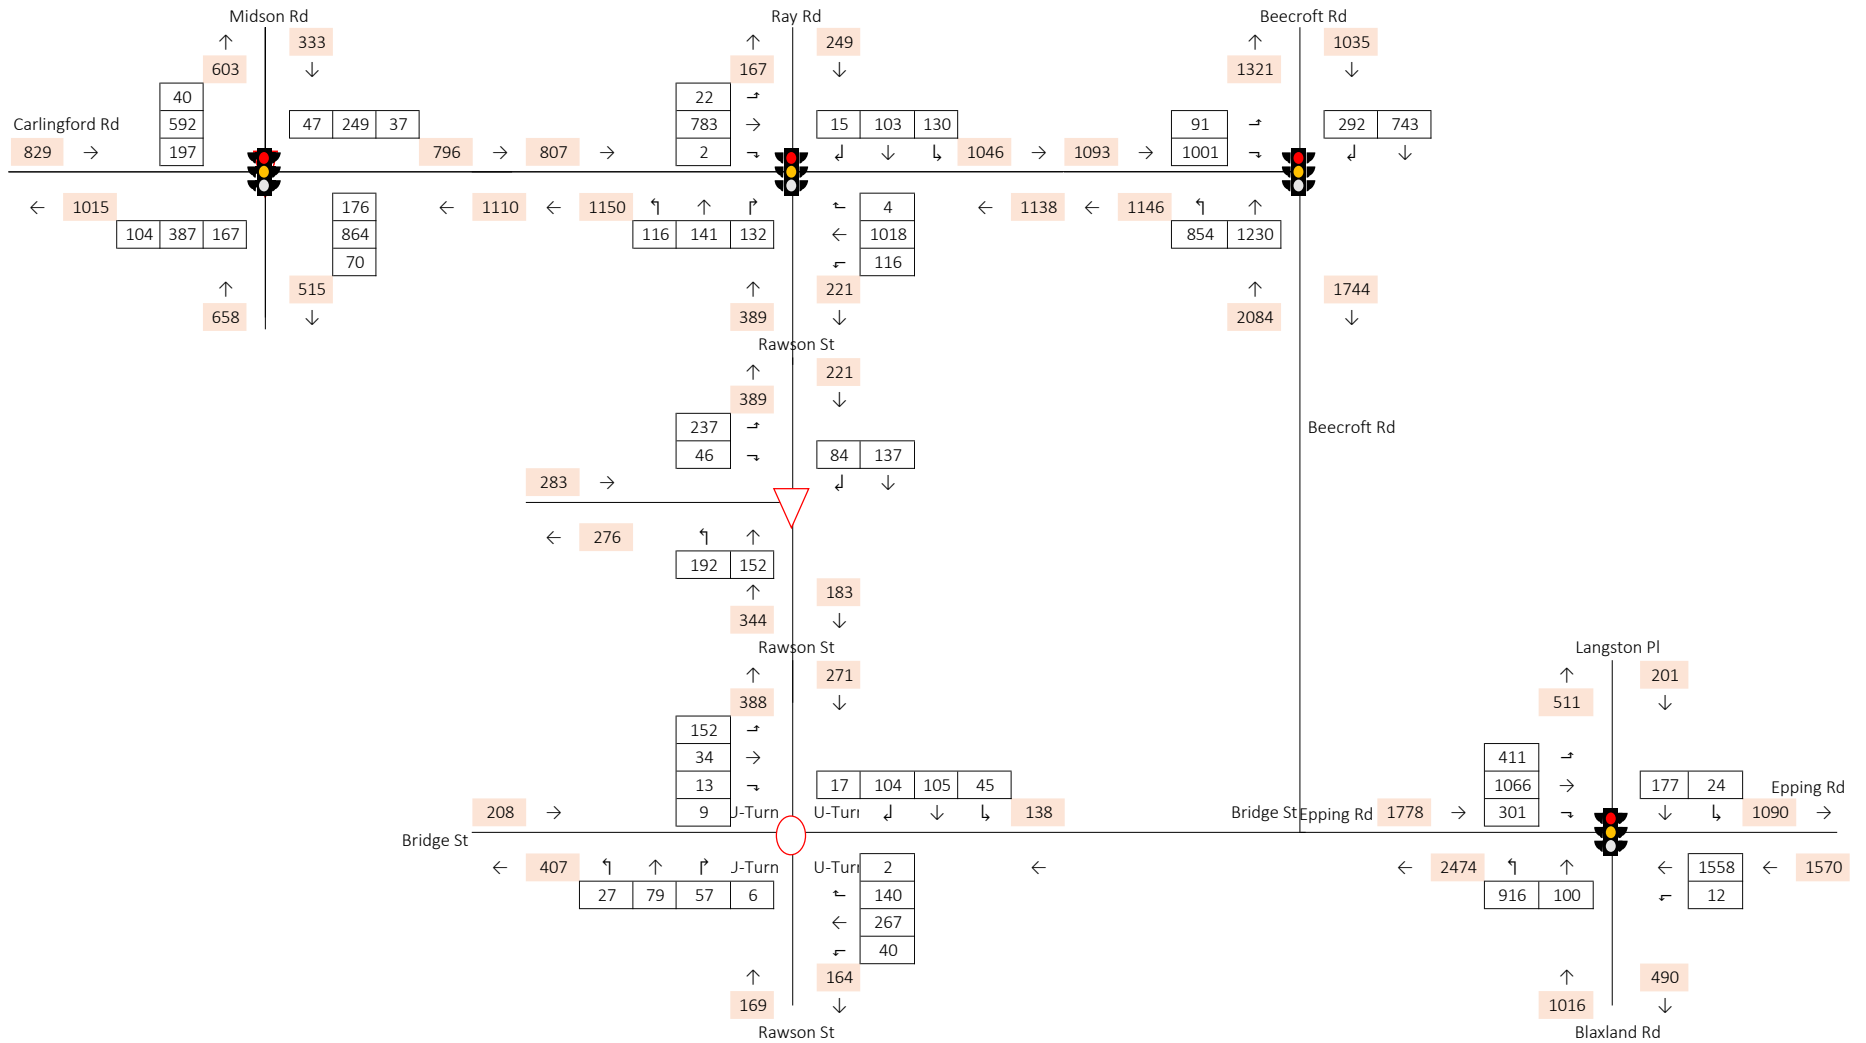 Midson Rd Ray Rd Beecroft Rd
333 249 1035
603 167 1321
40 22
Carlingford Rd 592 47 249 37 783 15 103 130 91 292 743
829 197 796 807 2 1046 1093 1001
1015 176 1110 1150 4 1138 1146
104 387 167 864 116 141 132 1018 854 1230
70 116
515 221 1744
658 389 2084
Rawson St
221
389
237 Beecroft Rd
46 84 137
283
276
192 152
183
344
Rawson St Langston Pl
271 201
388 511
152
34 411
13 17 104 105 45 1066 177 24 Epping Rd
208 9 U-Turn U-Turn 138 Bridge St Epping Rd 1778 301 1090
Bridge St
407 U-Turn U-Turn 2 2474 1558 1570
27 79 57 6 140 916 100 12
267
40
164 490
169 1016
Rawson St Blaxland Rd